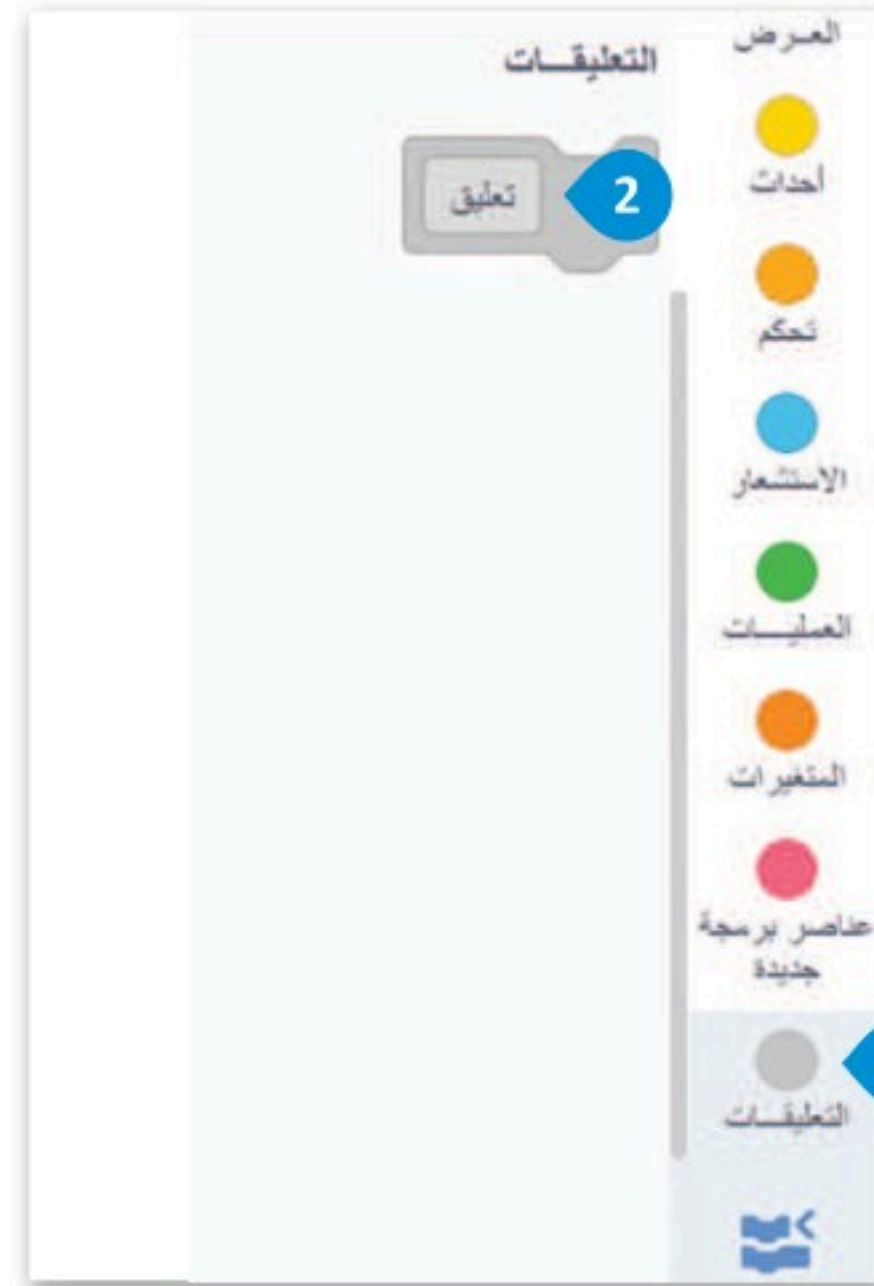 العرض
أحداث
تحكم
الاستشعار
العمليات
المتغيرات
عناصر برمجة
جديدة
التعليقات
التعليقات
تعليق
2